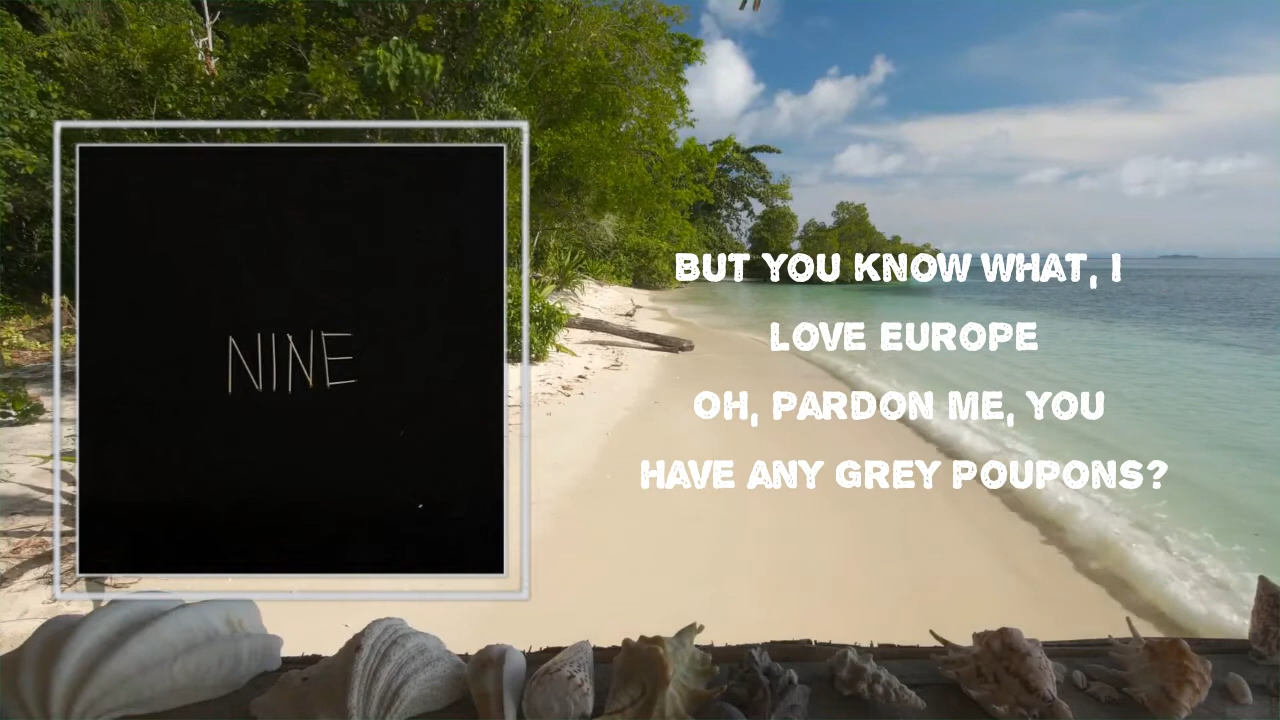 NINE
BUT YOU KNOW WHAT, I
LOVE EUROPE
OH, PARDON ME, YOU
HAVE ANY GREY POUPONS?